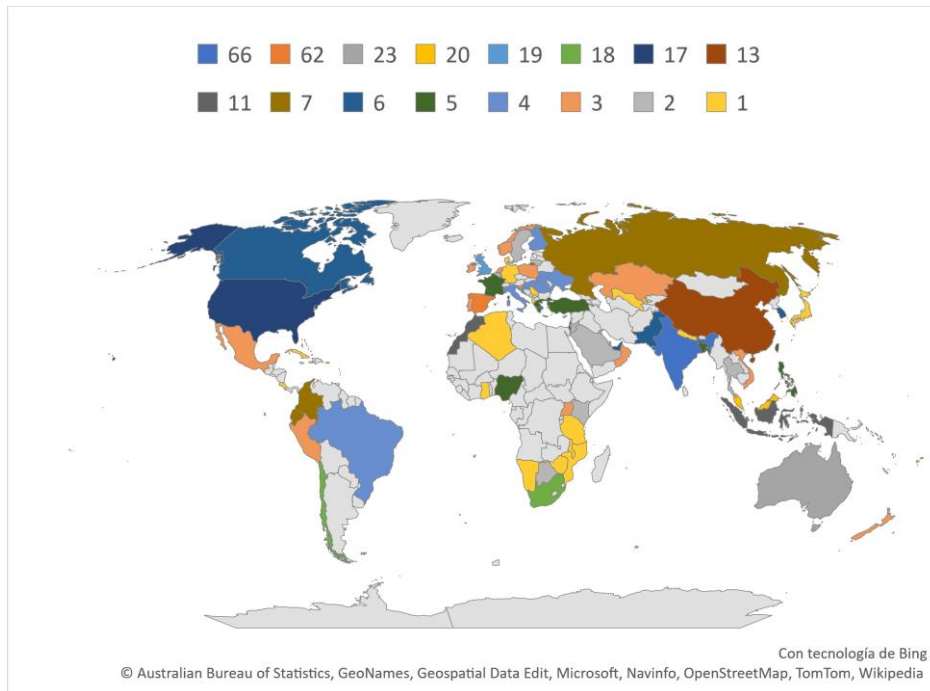 66 62 23 20 19 18 17 13
11 7 6 5 4 3 2 1
Con tecnología de Bing
© Australian Bureau of Statistics, GeoNames, Geospatial Data Edit, Microsoft, Navinfo, OpenStreetMap, TomTom, Wikipedia